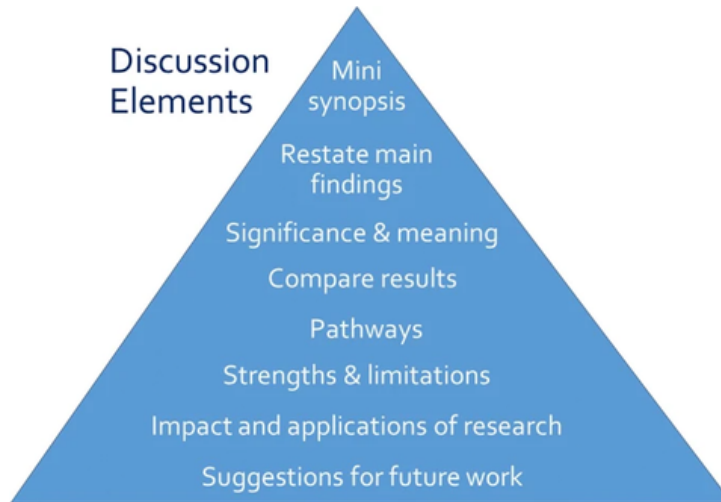 Discussion
Elements
Mini
synopsis
Restate main
findings
Significance & meaning
Compare results
Pathways
Strengths & limitations
Impact and applications of research
Suggestions for future work